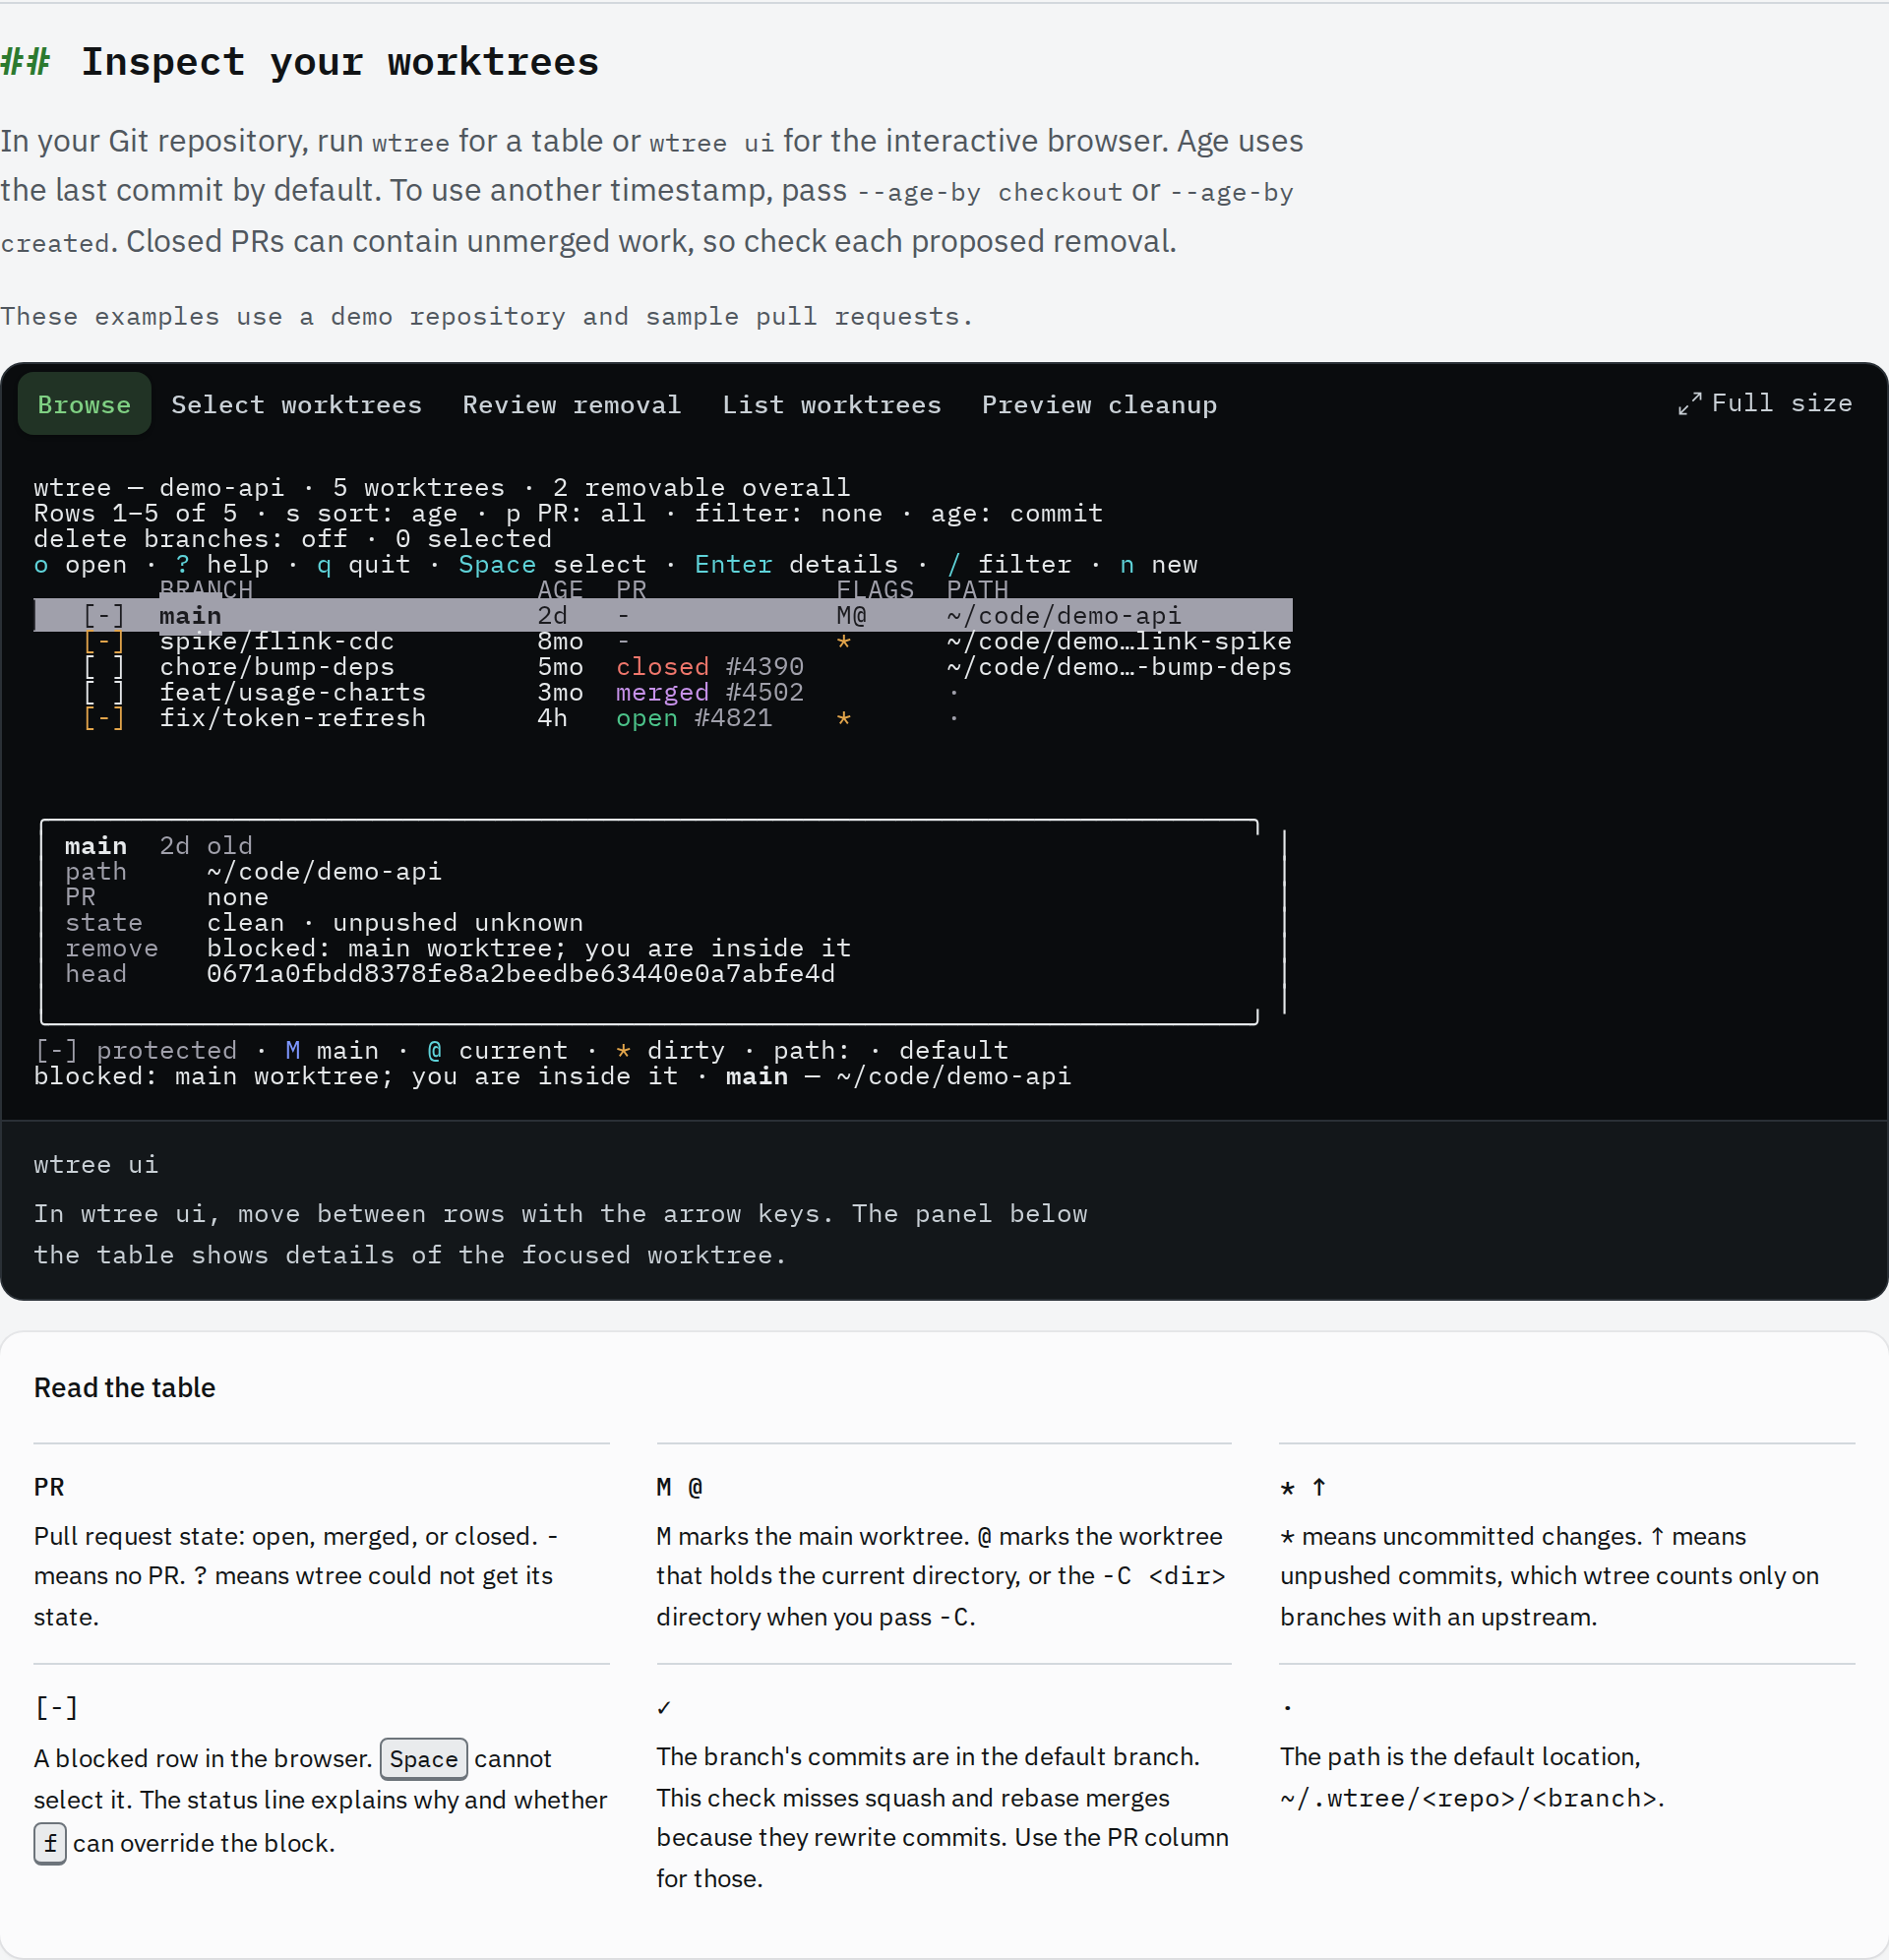 ## Inspect your worktrees
In your Git repository, run wtree for a table or wtree ui for the interactive browser. Age uses
the last commit by default. To use another timestamp, pass --age-by checkout or --age-by
created. Closed PRs can contain unmerged work, so check each proposed removal.
These examples use a demo repository and sample pull requests.
Browse Select worktrees Review removal List worktrees Preview cleanup Full size
wtree — demo-api · 5 worktrees · 2 removable overall
Rows 1–5 of 5 · s sort: age · p PR: all · filter: none · age: commit
delete branches: off · 0 selected
o open · ? help · q quit · Space select · Enter details · / filter · n new
BRANCH AGE PR FLAGS PATH
[-] main 2d - M@ ~/code/demo-api
[-] spike/flink-cdc 8mo - * ~/code/demo…link-spike
[ ] chore/bump-deps 5mo closed #4390 ~/code/demo…-bump-deps
[ ] feat/usage-charts 3mo merged #4502 ·
[-] fix/token-refresh 4h open #4821 * ·
main 2d old
path ~/code/demo-api
PR none
state clean · unpushed unknown
remove blocked: main worktree; you are inside it
head 0671a0fbdd8378fe8a2beedbe63440e0a7abfe4d
[-] protected · M main · @ current · * dirty · path: · default
blocked: main worktree; you are inside it · main — ~/code/demo-api
wtree ui
In wtree ui, move between rows with the arrow keys. The panel below
the table shows details of the focused worktree.
Read the table
PR
Pull request state: open, merged, or closed. -
means no PR. ? means wtree could not get its
state.
M @
M marks the main worktree. @ marks the worktree
that holds the current directory, or the -C <dir>
directory when you pass -C.
* ↑
* means uncommitted changes. ↑ means
unpushed commits, which wtree counts only on
branches with an upstream.
[-]
A blocked row in the browser. Space cannot
select it. The status line explains why and whether
f can override the block.
✓
The branch's commits are in the default branch.
This check misses squash and rebase merges
because they rewrite commits. Use the PR column
for those.
·
The path is the default location,
~/.wtree/<repo>/<branch>.